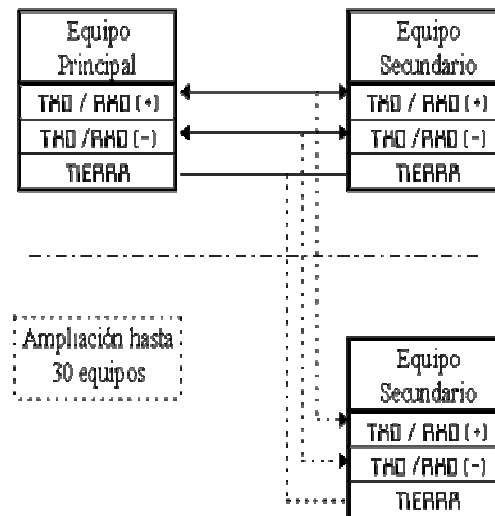 Equipo
Principal
TXD / RXD (+)
TXD /RXD (-)
TIERRA
Equipo
Secundario
TXD / RXD (+)
TXD /RXD (-)
TIERRA
Ampliación hasta
30 equipos
Equipo
Secundario
TXD / RXD (+)
TXD /RXD (-)
TIERRA